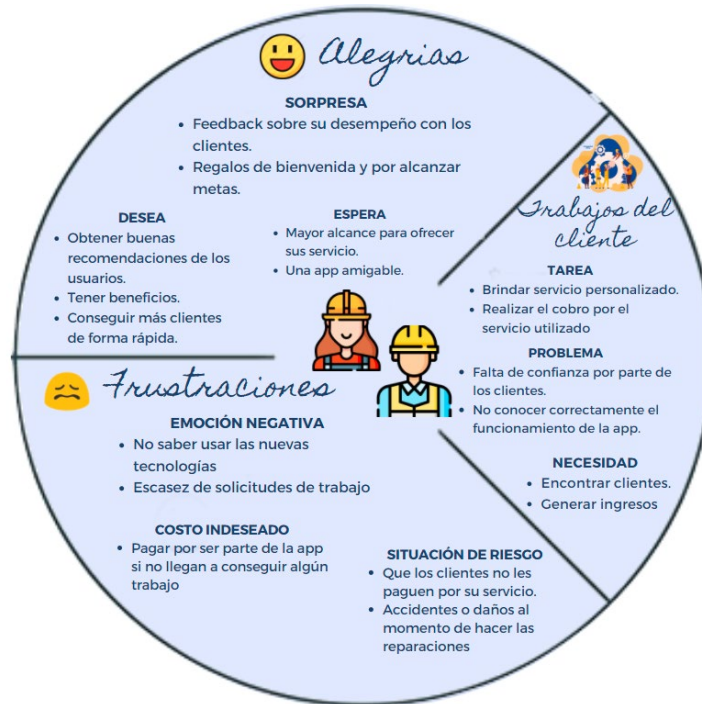 Alegrias
SORPRESA
• Feedback sobre su desempeño con los
clientes.
• Regalos de bienvenida y por alcanzar
metas.
DESEA
• Obtener buenas
recomendaciones de los
usuarios.
• Tener beneficios.
• Conseguir más clientes
de forma rápida.
ESPERA
• Mayor alcance para ofrecer
sus servicio.
• Una app amigable.
Trabajos del
cliente
TAREA
• Brindar servicio personalizado.
• Realizar el cobro por el
servicio utilizado
PROBLEMA
• Falta de confianza por parte de
los clientes.
• No conocer correctamente el
funcionamiento de la app.
NECESIDAD
• Encontrar clientes.
• Generar ingresos
Frustraciones
EMOCIÓN NEGATIVA
• No saber usar las nuevas
tecnologías
• Escasez de solicitudes de trabajo
COSTO INDESEADO
• Pagar por ser parte de la app
si no llegan a conseguir algún
trabajo
SITUACIÓN DE RIESGO
• Que los clientes no les
paguen por su servicio.
• Accidentes o daños al
momento de hacer las
reparaciones